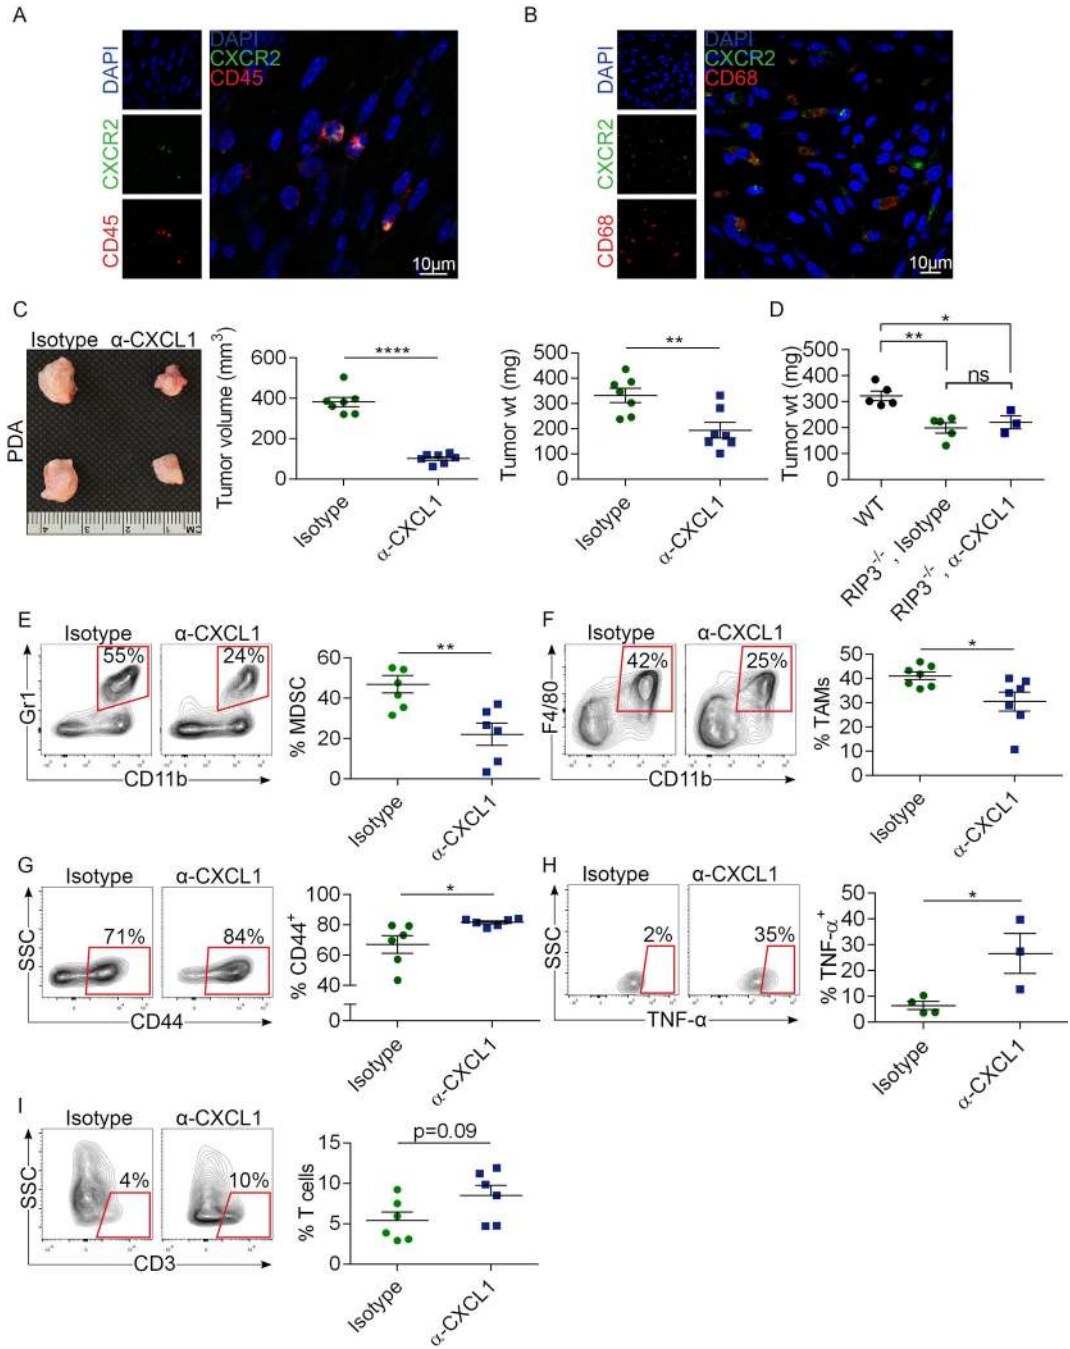 A
DAPI
CXCR2
CD45
DAPI
CXCR2
CD45
10µm
B
DAPI
CXCR2
CD68
DAPI
CXCR2
CD68
10µm
C
Isotype α-CXCL1
PDA
4 3 2 1 CM
Tumor volume (mm³)
600
400
200
0
****
Isotype
α-CXCL1
Tumor wt (mg)
500
400
300
200
100
0
**
Isotype
α-CXCL1
D
Tumor wt (mg)
500
400
300
200
100
0
*
**
ns
WT
RIP3-/-, Isotype
RIP3-/-, α-CXCL1
E
Isotype α-CXCL1
55% 24%
Gr1
CD11b
% MDSC
60
40
20
0
**
Isotype
α-CXCL1
F
Isotype α-CXCL1
42% 25%
F4/80
CD11b
% TAMs
50
40
30
20
10
0
*
Isotype
α-CXCL1
G
Isotype α-CXCL1
71% 84%
SSC
CD44
% CD44+
100
80
60
40
0
*
Isotype
α-CXCL1
H
Isotype α-CXCL1
2% 35%
SSC
TNF-α
% TNF-α+
50
40
30
20
10
0
*
Isotype
α-CXCL1
I
Isotype α-CXCL1
4% 10%
SSC
CD3
% T cells
15
10
5
0
p=0.09
Isotype
α-CXCL1